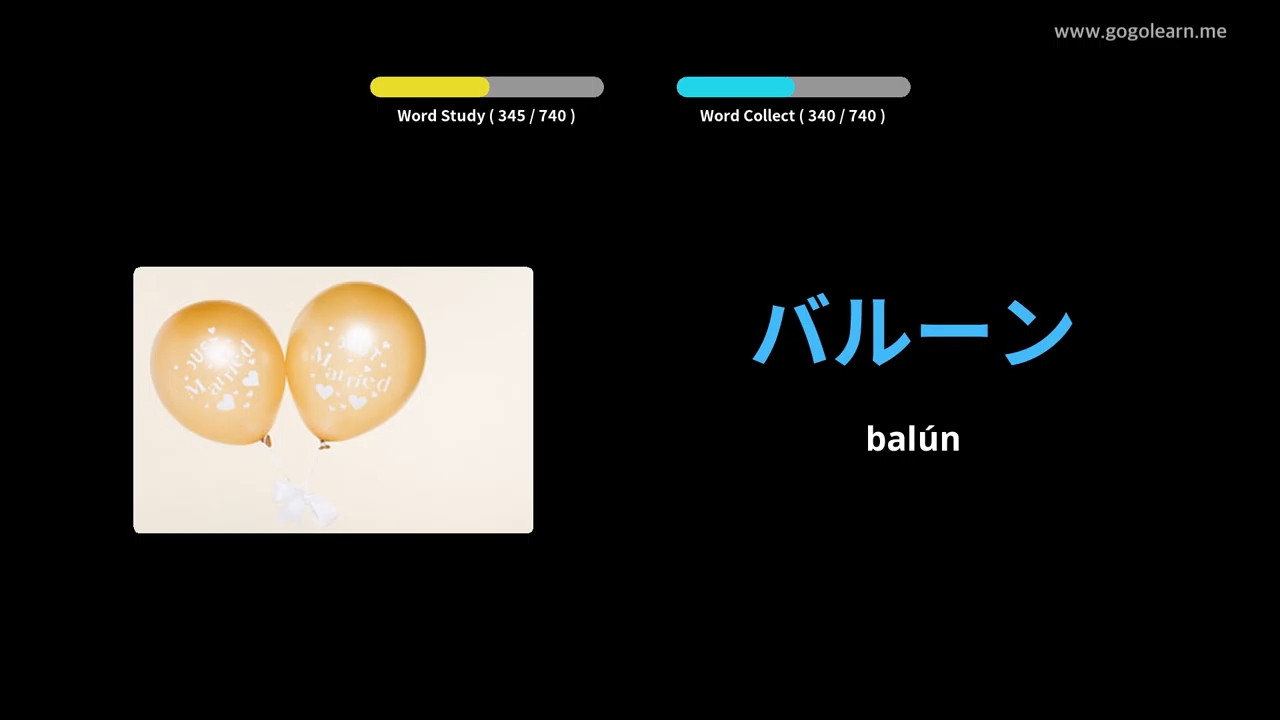 www.gogolearn.me
Word Study ( 345 / 740 )
Word Collect ( 340 / 740 )
JUST
Married
JUST
Married
バルーン
balún